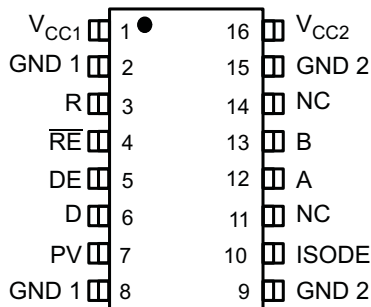 VCC1 1 16 VCC2
GND 1 2 15 GND 2
R 3 14 NC
RE 4 13 B
DE 5 12 A
D 6 11 NC
PV 7 10 ISODE
GND 1 8 9 GND 2